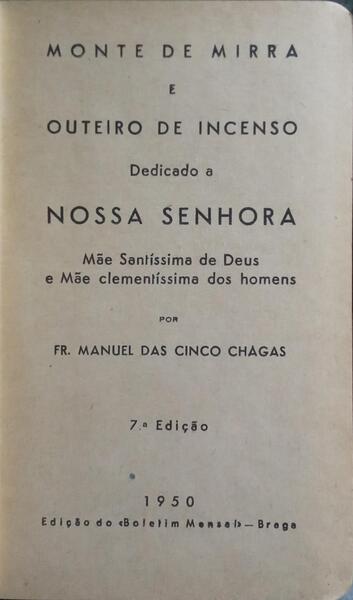 MONTE DE MIRRA
E
OUTEIRO DE INCENSO
Dedicado a
NOSSA SENHORA
Mãe Santíssima de Deus
e Mãe clementíssima dos homens
POR
FR. MANUEL DAS CINCO CHAGAS
7.ª Edição
1950
Edição do «Boletim Mensal» — Braga